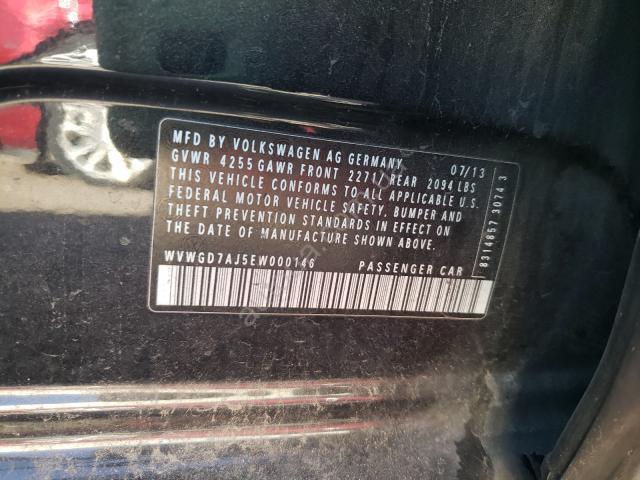 MFD BY VOLKSWAGEN AG GERMANY 07/13
GVWR 4255 GAWR FRONT 2271 REAR 2094 LBS
THIS VEHICLE CONFORMS TO ALL APPLICABLE U.S.
FEDERAL MOTOR VEHICLE SAFETY, BUMPER AND
THEFT PREVENTION STANDARDS IN EFFECT ON
THE DATE OF MANUFACTURE SHOWN ABOVE.
WVWGD7AJ5EW000146 PASSENGER CAR
8314857 3074 3